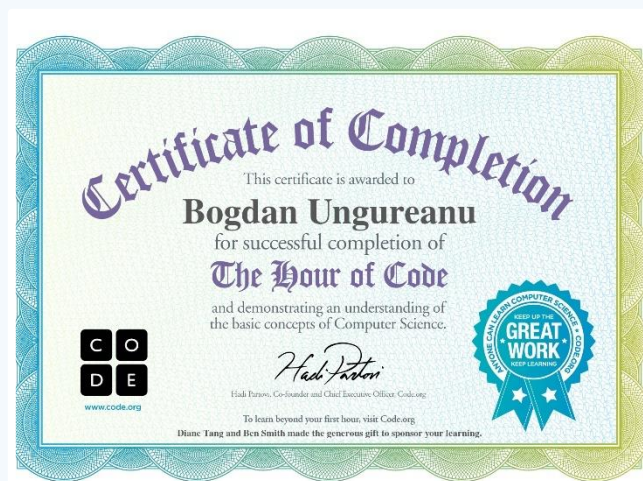 Certificate of Completion
This certificate is awarded to
Bogdan Ungureanu
for successful completion of
The Hour of Code
and demonstrating an understanding of
the basic concepts of Computer Science.
C O
D E
www.code.org
Hadi Partovi
Hadi Partovi, Co-founder and Chief Executive Officer, Code.org
ANYONE CAN LEARN COMPUTER SCIENCE • CODE.ORG
KEEP UP THE
GREAT
WORK
KEEP LEARNING
To learn beyond your first hour, visit Code.org
Diane Tang and Ben Smith made the generous gift to sponsor your learning.